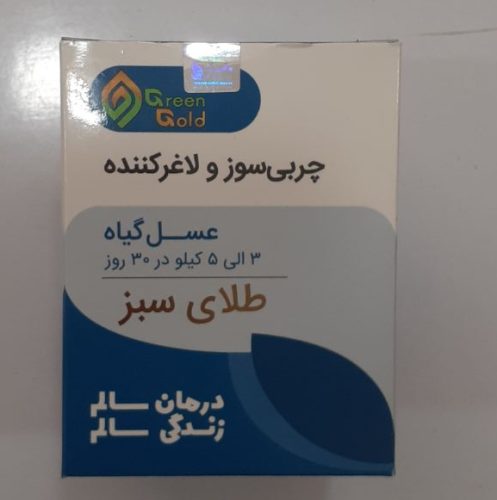 Green
Gold
چربی‌سوز و لاغرکننده
عسل گیاه
۳ الی ۵ کیلو در ۳۰ روز
طلای سبز
درمان سالم
زندگی سالم